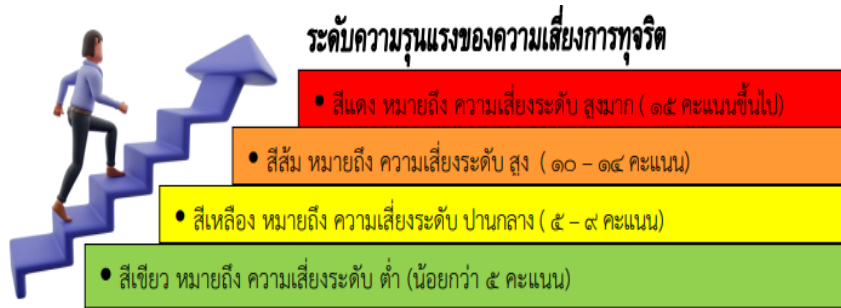 ระดับความรุนแรงของความเสี่ยงการทุจริต
• สีแดง หมายถึง ความเสี่ยงระดับ สูงมาก ( ๑๕ คะแนนขึ้นไป)
• สีส้ม หมายถึง ความเสี่ยงระดับ สูง ( ๑๐ – ๑๔ คะแนน)
• สีเหลือง หมายถึง ความเสี่ยงระดับ ปานกลาง ( ๕ – ๙ คะแนน)
• สีเขียว หมายถึง ความเสี่ยงระดับ ต่ำ (น้อยกว่า ๕ คะแนน)